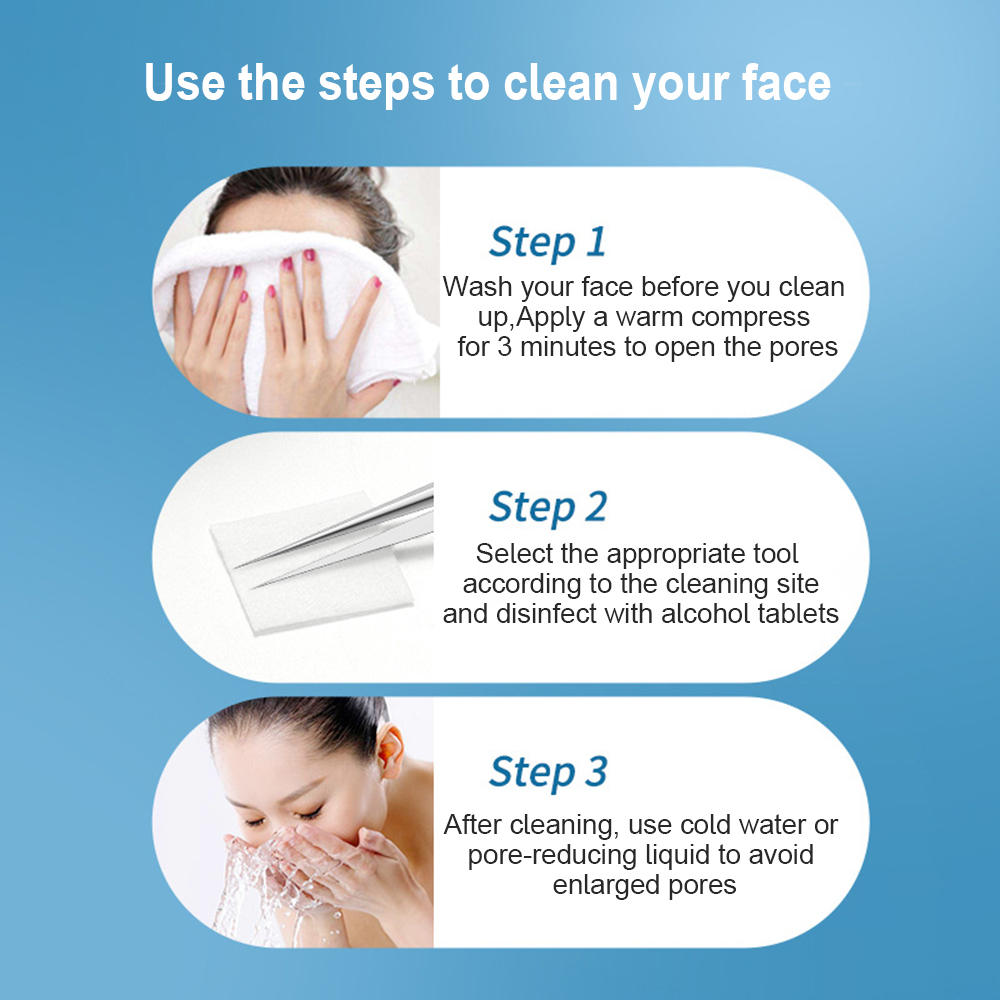 Use the steps to clean your face
Step 1
Wash your face before you clean
up,Apply a warm compress
for 3 minutes to open the pores
Step 2
Select the appropriate tool
according to the cleaning site
and disinfect with alcohol tablets
Step 3
After cleaning, use cold water or
pore-reducing liquid to avoid
enlarged pores